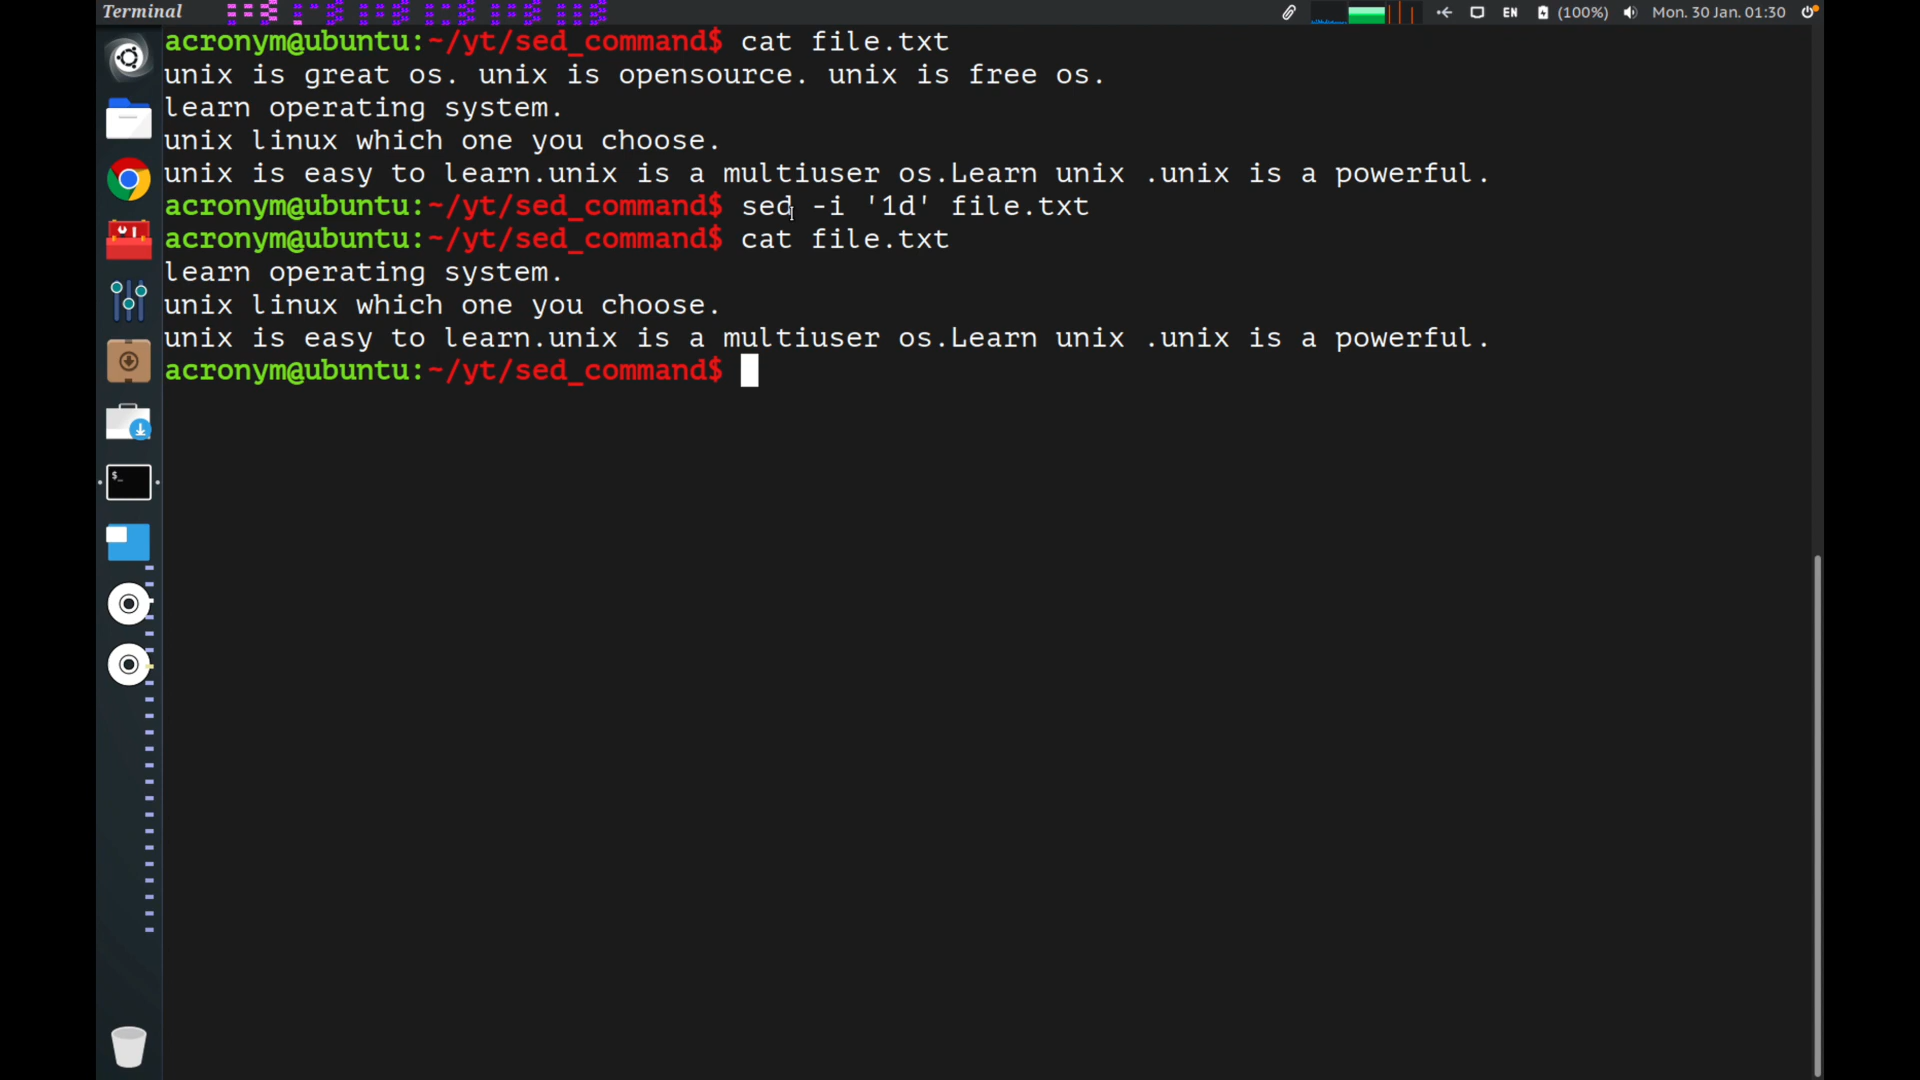 Terminal
EN (100%) Mon. 30 Jan. 01:30
acronym@ubuntu:~/yt/sed_command$ cat file.txt
unix is great os. unix is opensource. unix is free os.
learn operating system.
unix linux which one you choose.
unix is easy to learn.unix is a multiuser os.Learn unix .unix is a powerful.
acronym@ubuntu:~/yt/sed_command$ sed -i '1d' file.txt
acronym@ubuntu:~/yt/sed_command$ cat file.txt
learn operating system.
unix linux which one you choose.
unix is easy to learn.unix is a multiuser os.Learn unix .unix is a powerful.
acronym@ubuntu:~/yt/sed_command$
$_